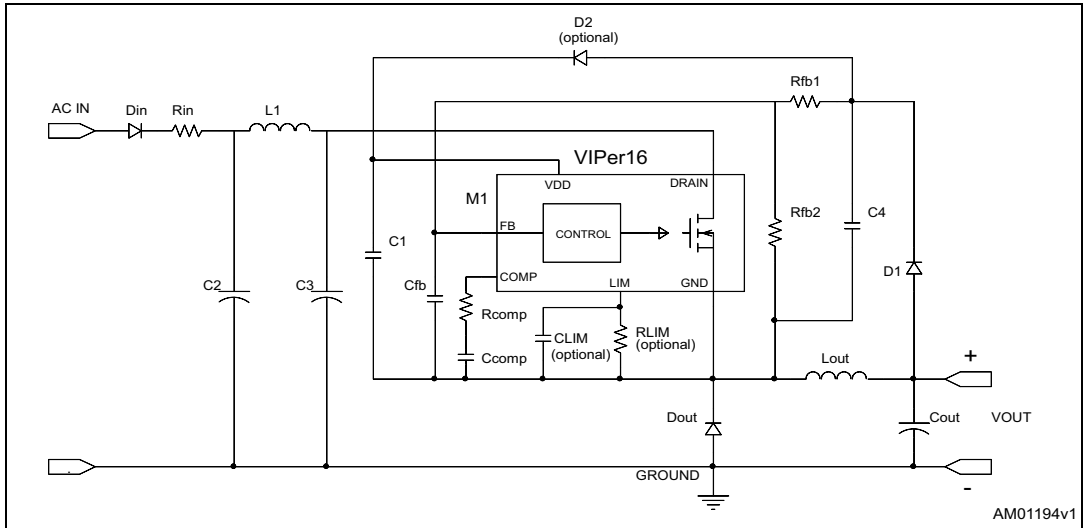 D2
(optional)
Rfb1
AC IN
Din
Rin
L1
VIPer16
VDD
DRAIN
M1
FB
CONTROL
Rfb2
C4
C1
D1
COMP
LIM
GND
C2
C3
Cfb
Rcomp
CLIM
(optional)
RLIM
(optional)
Ccomp
Lout
+
Dout
Cout
VOUT
GROUND
-
AM01194v1